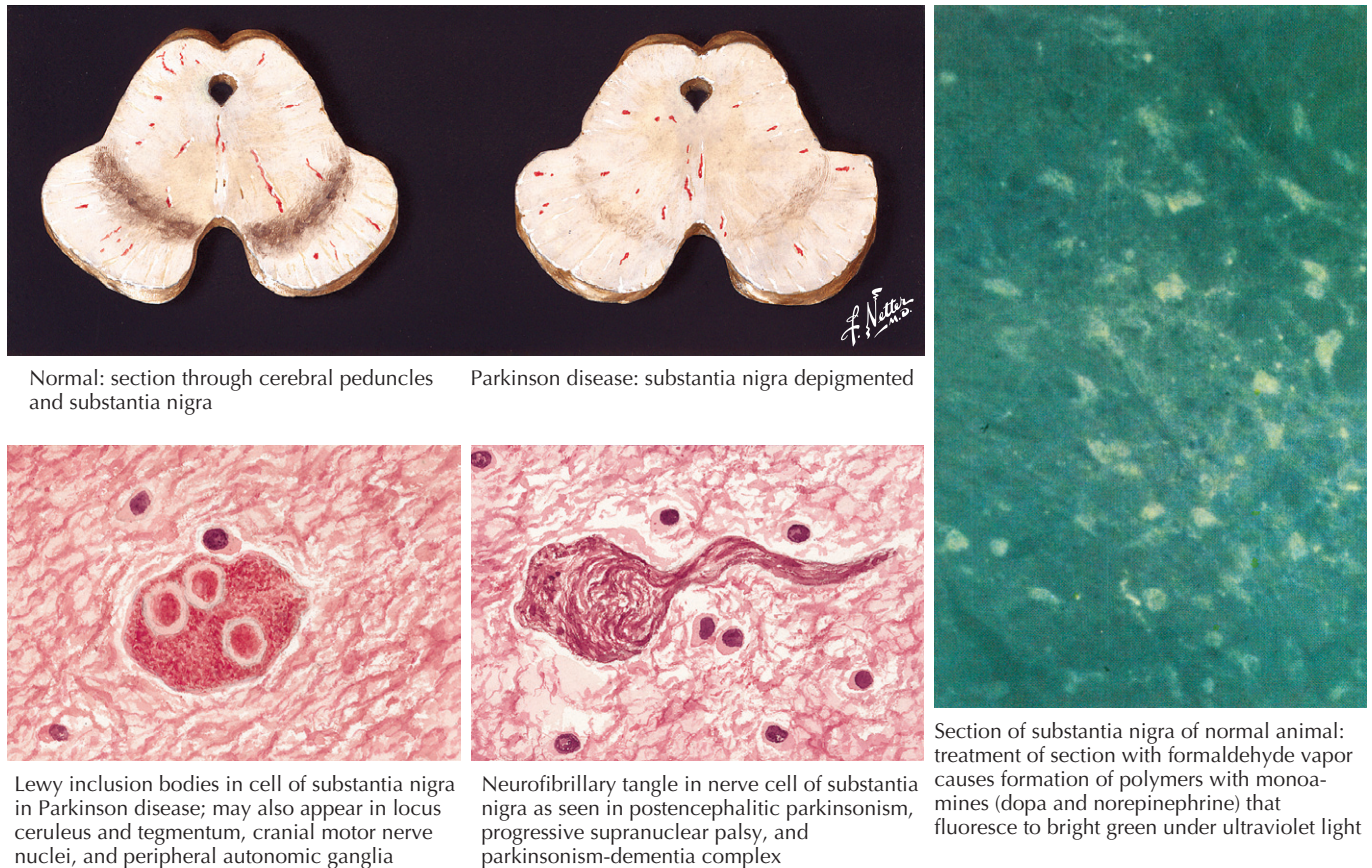 F. Netter
M.D.
Normal: section through cerebral peduncles
and substantia nigra
Parkinson disease: substantia nigra depigmented
Lewy inclusion bodies in cell of substantia nigra
in Parkinson disease; may also appear in locus
ceruleus and tegmentum, cranial motor nerve
nuclei, and peripheral autonomic ganglia
Neurofibrillary tangle in nerve cell of substantia
nigra as seen in postencephalitic parkinsonism,
progressive supranuclear palsy, and
parkinsonism-dementia complex
Section of substantia nigra of normal animal:
treatment of section with formaldehyde vapor
causes formation of polymers with monoa-
mines (dopa and norepinephrine) that
fluoresce to bright green under ultraviolet light